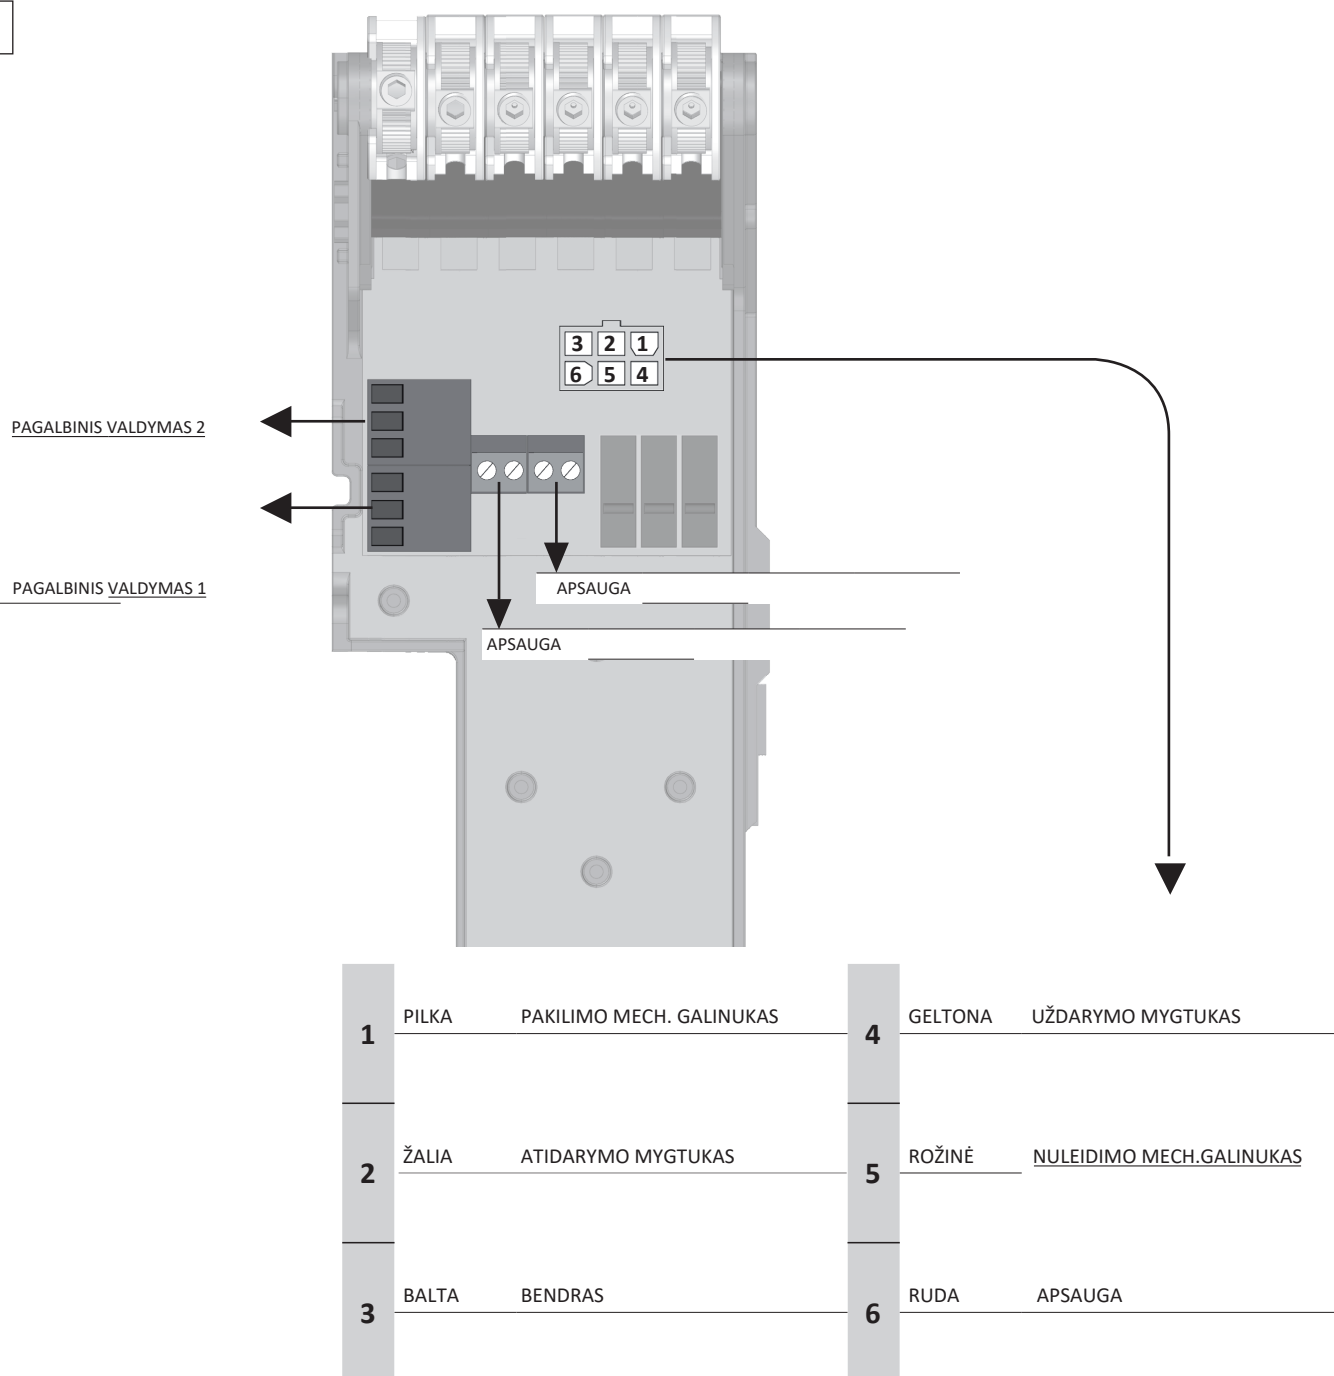 3 2 1
6 5 4
PAGALBINIS VALDYMAS 2
PAGALBINIS VALDYMAS 1
APSAUGA
APSAUGA
1 PILKA PAKILIMO MECH. GALINUKAS 4 GELTONA UŽDARYMO MYGTUKAS
2 ŽALIA ATIDARYMO MYGTUKAS 5 ROŽINĖ NULEIDIMO MECH.GALINUKAS
3 BALTA BENDRAS 6 RUDA APSAUGA